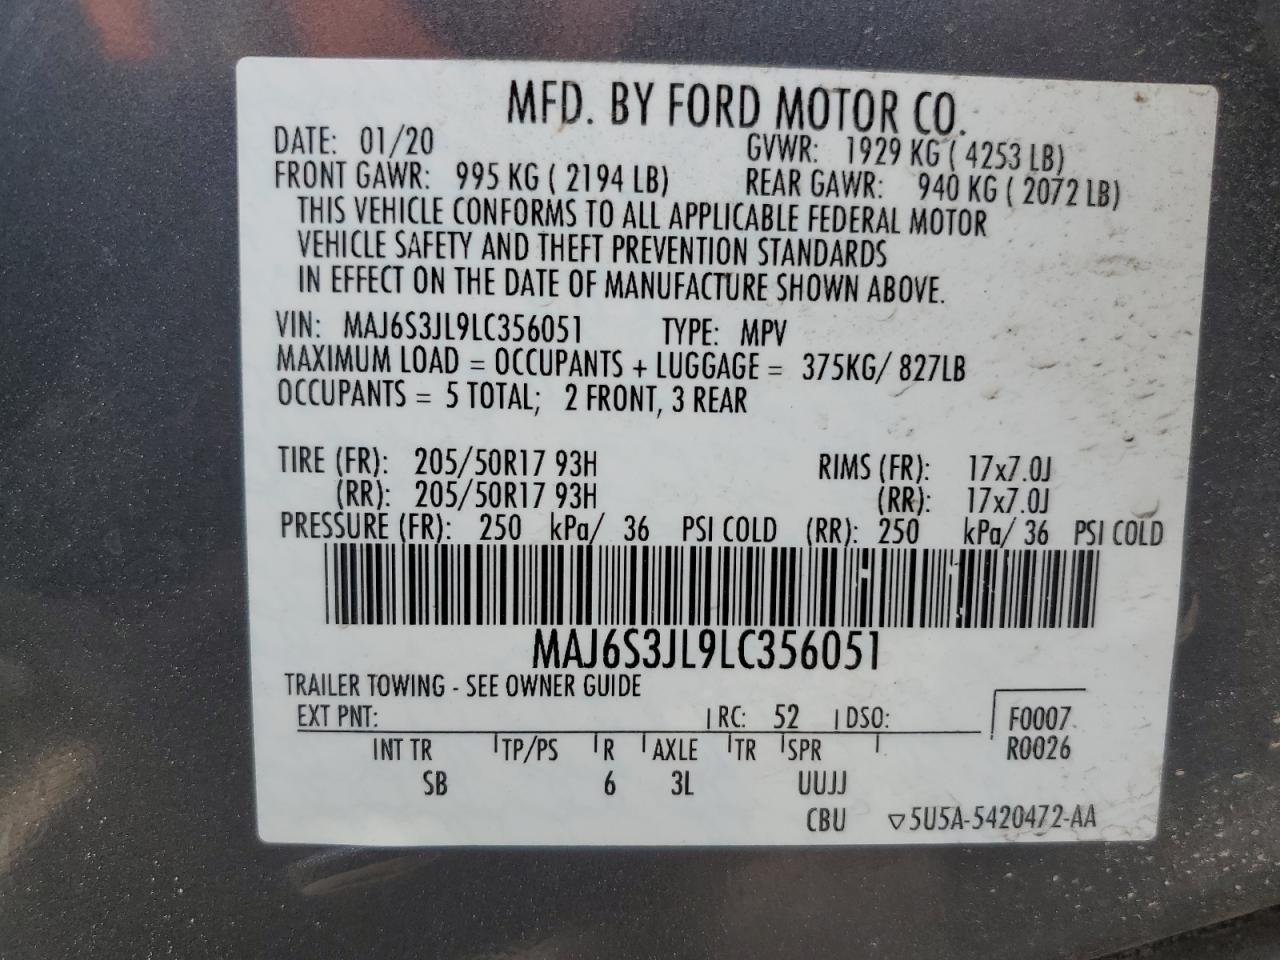 MFD. BY FORD MOTOR CO.
DATE: 01/20 GVWR: 1929 KG ( 4253 LB)
FRONT GAWR: 995 KG ( 2194 LB) REAR GAWR: 940 KG ( 2072 LB)
THIS VEHICLE CONFORMS TO ALL APPLICABLE FEDERAL MOTOR
VEHICLE SAFETY AND THEFT PREVENTION STANDARDS
IN EFFECT ON THE DATE OF MANUFACTURE SHOWN ABOVE.
VIN: MAJ6S3JL9LC356051 TYPE: MPV
MAXIMUM LOAD = OCCUPANTS + LUGGAGE = 375KG/ 827LB
OCCUPANTS = 5 TOTAL; 2 FRONT, 3 REAR
TIRE (FR): 205/50R17 93H RIMS (FR): 17x7.0J
(RR): 205/50R17 93H (RR): 17x7.0J
PRESSURE (FR): 250 kPa/ 36 PSI COLD (RR): 250 kPa/ 36 PSI COLD
MAJ6S3JL9LC356051
TRAILER TOWING - SEE OWNER GUIDE
EXT PNT: RC: 52 DSO: F0007
INT TR TP/PS R AXLE TR SPR R0026
SB 6 3L UUJJ
CBU ▽5U5A-5420472-AA